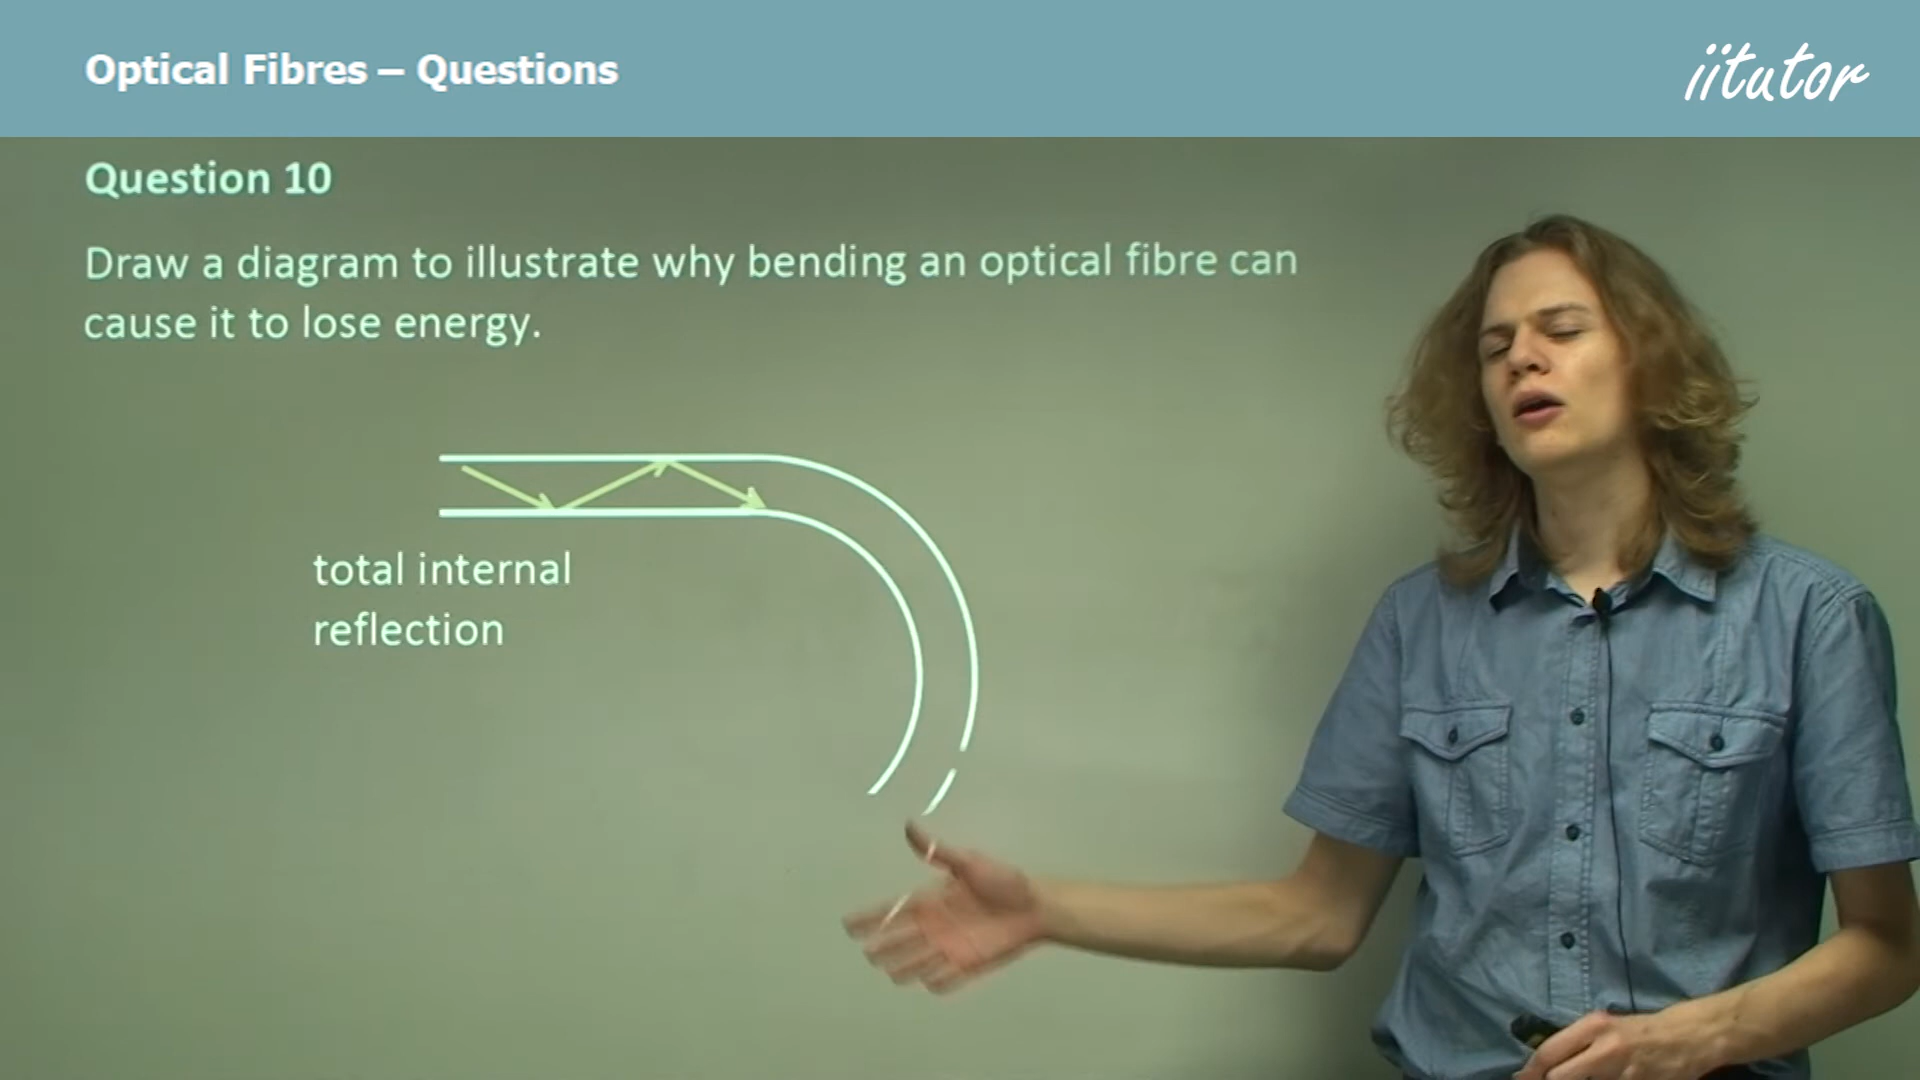 Optical Fibres – Questions
iitutor
Question 10
Draw a diagram to illustrate why bending an optical fibre can
cause it to lose energy.
total internal
reflection